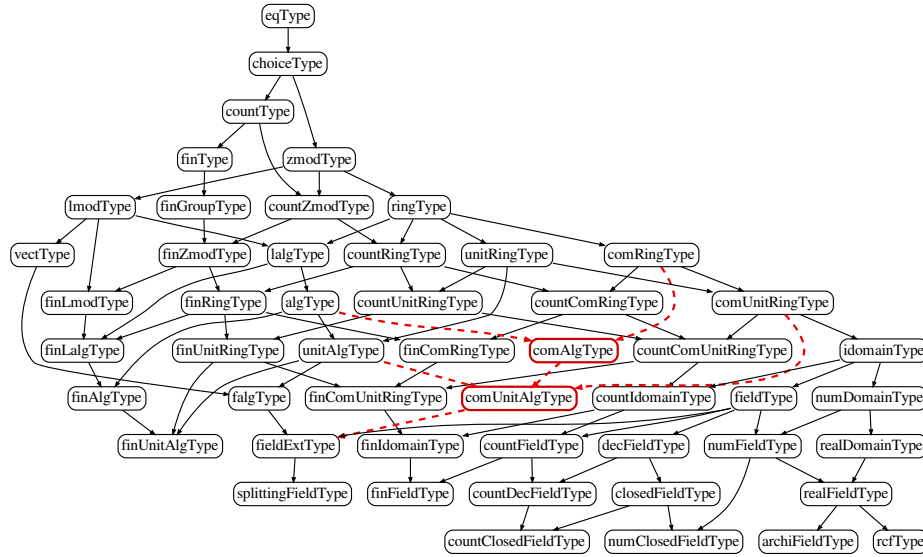 eqType
choiceType
countType
finType
zmodType
lmodType
finGroupType
countZmodType
ringType
vectType
finZmodType
lalgType
countRingType
unitRingType
comRingType
finLmodType
finRingType
algType
countUnitRingType
countComRingType
comUnitRingType
finLalgType
finUnitRingType
unitAlgType
finComRingType
comAlgType
countComUnitRingType
idomainType
finAlgType
falgType
finComUnitRingType
comUnitAlgType
countIdomainType
fieldType
numDomainType
finUnitAlgType
fieldExtType
finIdomainType
countFieldType
decFieldType
numFieldType
realDomainType
splittingFieldType
finFieldType
countDecFieldType
closedFieldType
realFieldType
countClosedFieldType
numClosedFieldType
archiFieldType
rcfType